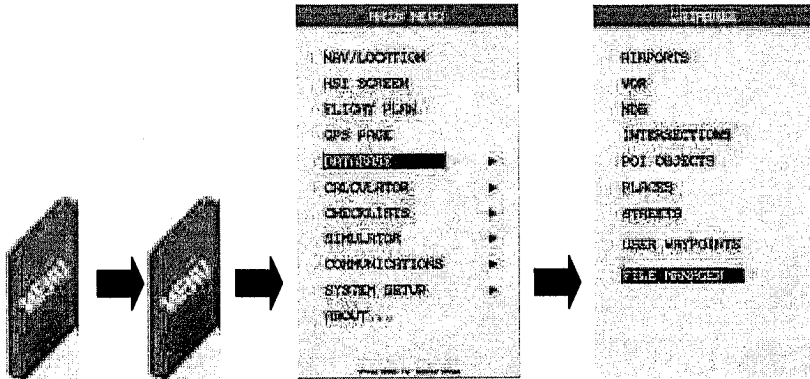 MENU
MENU
MAIN MENU
NAV/LOCATION
HSI SCREEN
FLIGHT PLAN
GPS PAGE
DATABASE
CALCULATOR
CHECKLISTS
SIMULATOR
COMMUNICATIONS
SYSTEM SETUP
ABOUT...
DATABASE
AIRPORTS
VOR
NDB
INTERSECTIONS
POI OBJECTS
PLACES
STREETS
USER WAYPOINTS
FILE MANAGER